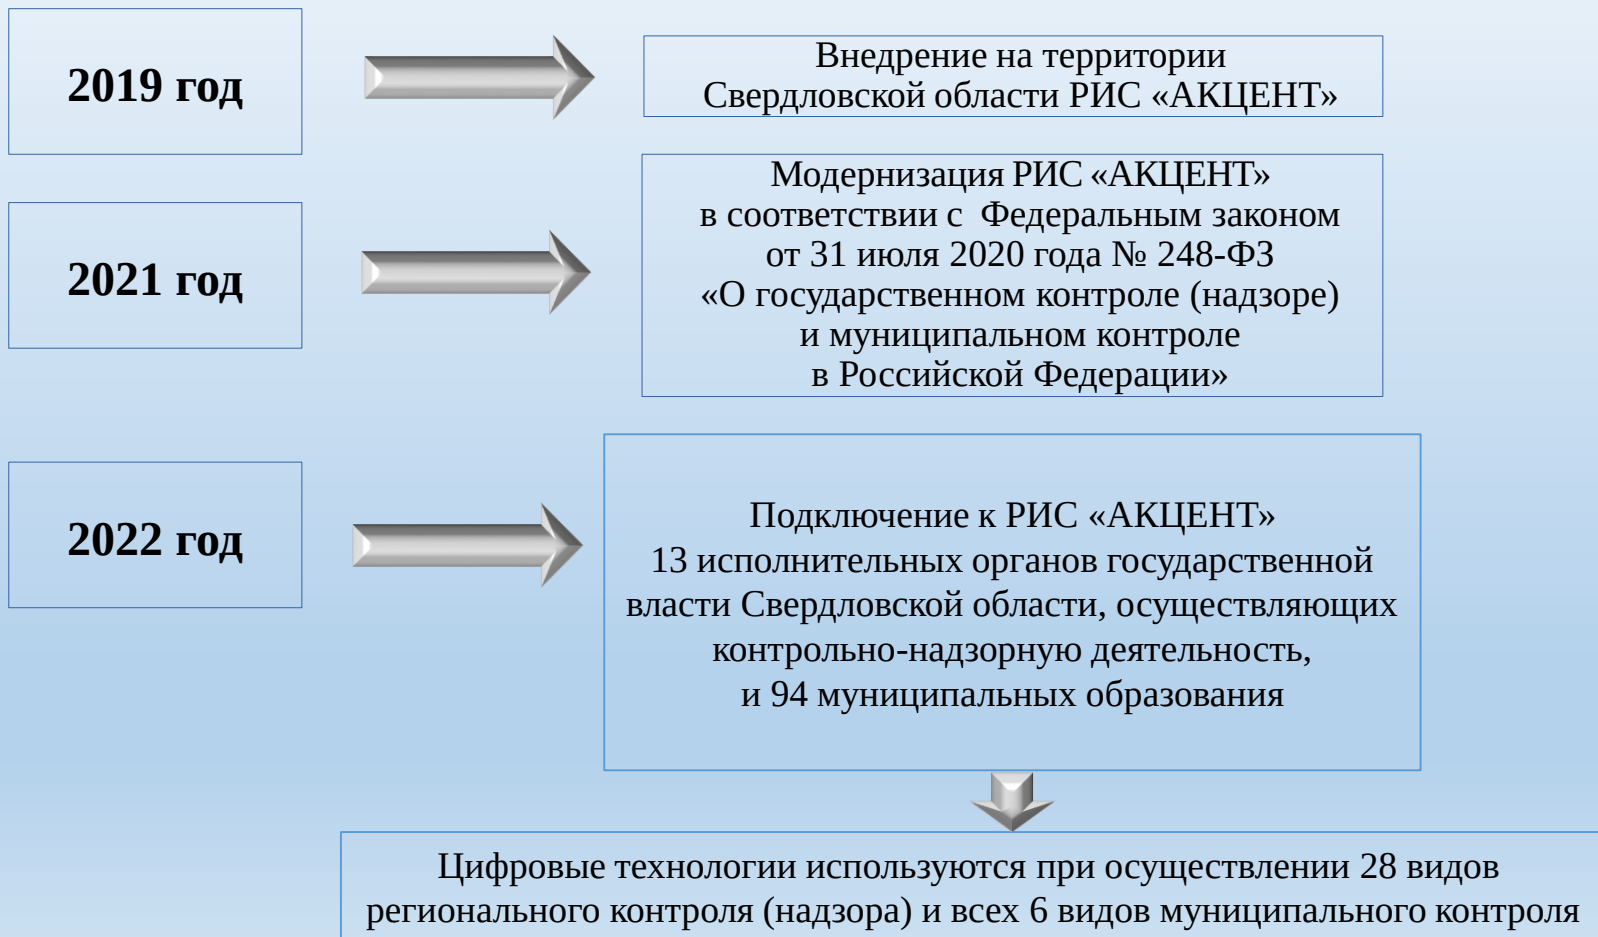 2019 год
Внедрение на территории
Свердловской области РИС «АКЦЕНТ»
2021 год
Модернизация РИС «АКЦЕНТ»
в соответствии с Федеральным законом
от 31 июля 2020 года № 248-ФЗ
«О государственном контроле (надзоре)
и муниципальном контроле
в Российской Федерации»
2022 год
Подключение к РИС «АКЦЕНТ»
13 исполнительных органов государственной
власти Свердловской области, осуществляющих
контрольно-надзорную деятельность,
и 94 муниципальных образования
Цифровые технологии используются при осуществлении 28 видов
регионального контроля (надзора) и всех 6 видов муниципального контроля